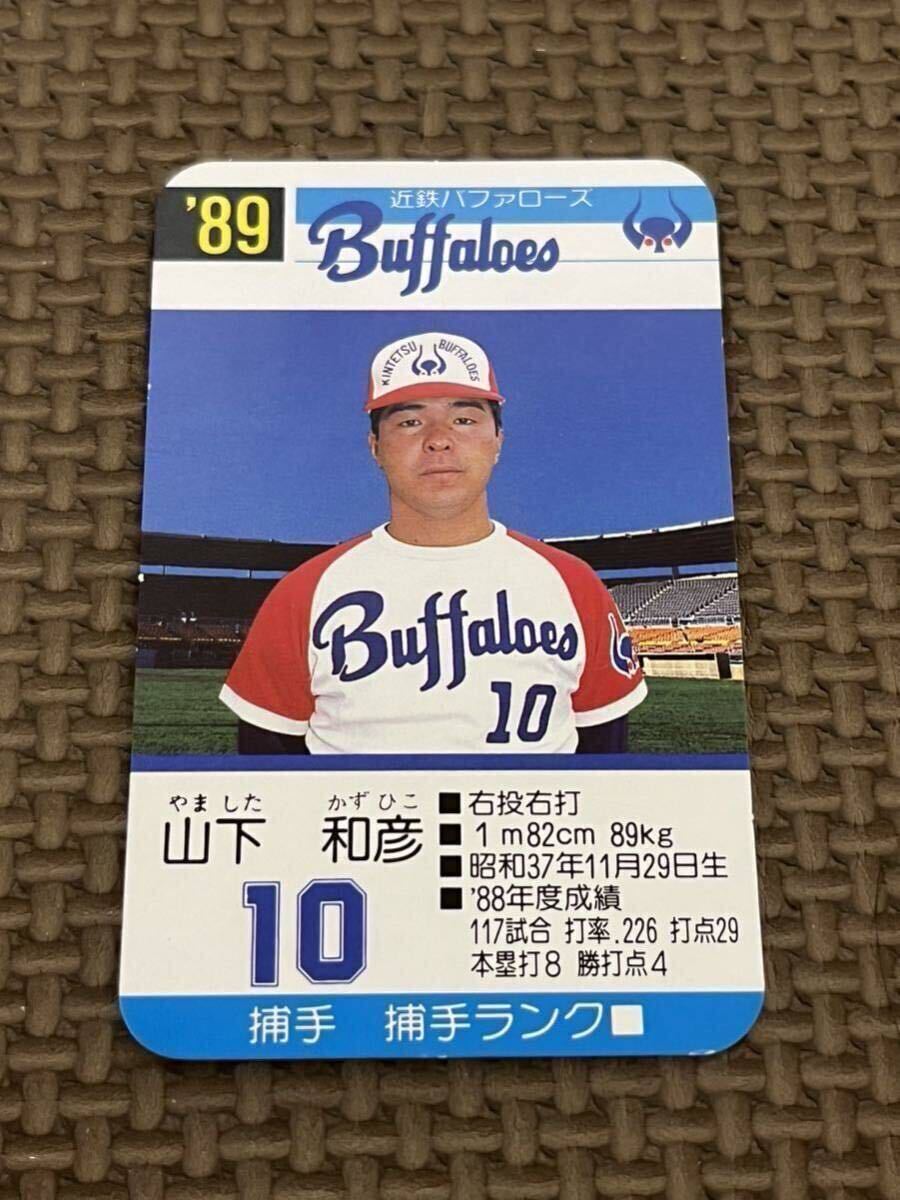 '89
近鉄バファローズ
Buffaloes
KINTETSU BUFFALOES
Buffaloes
10
やました かずひこ
山下 和彦
10
■右投右打
■1m82cm 89kg
■昭和37年11月29日生
■'88年度成績
117試合 打率.226 打点29
本塁打8 勝打点4
捕手 捕手ランク□